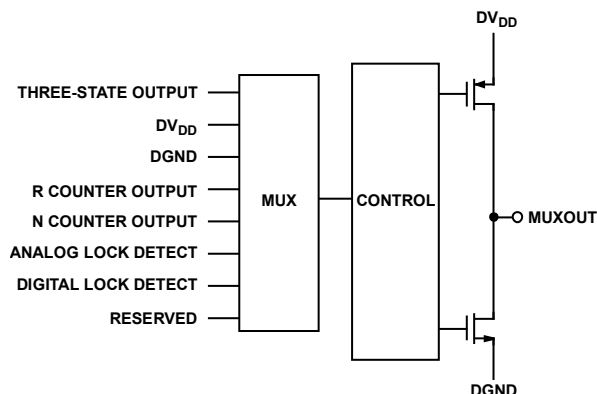 DVDD
THREE-STATE OUTPUT
DVDD
DGND
R COUNTER OUTPUT
N COUNTER OUTPUT
ANALOG LOCK DETECT
DIGITAL LOCK DETECT
RESERVED
MUX
CONTROL
MUXOUT
DGND